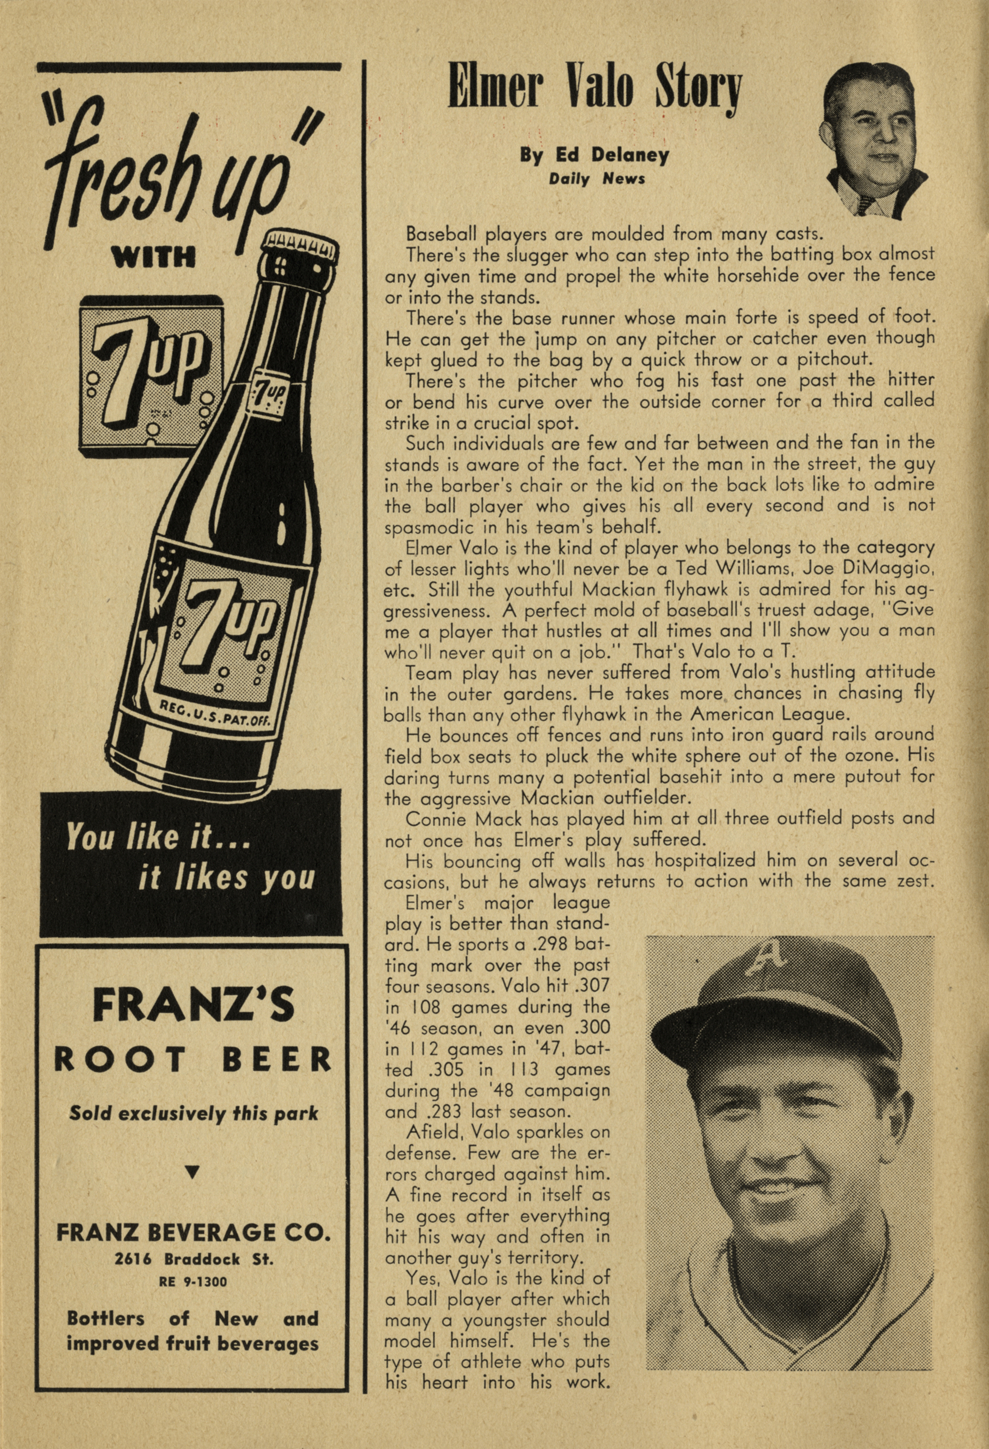 "fresh up"
WITH
7up
7up
7up
REG. U.S. PAT. OFF.
You like it...
it likes you
FRANZ'S
ROOT BEER
Sold exclusively this park
FRANZ BEVERAGE CO.
2616 Braddock St.
RE 9-1300
Bottlers of New and
improved fruit beverages
Elmer Valo Story
By Ed Delaney
Daily News
Baseball players are moulded from many casts.
There's the slugger who can step into the batting box almost
any given time and propel the white horsehide over the fence
or into the stands.
There's the base runner whose main forte is speed of foot.
He can get the jump on any pitcher or catcher even though
kept glued to the bag by a quick throw or a pitchout.
There's the pitcher who fog his fast one past the hitter
or bend his curve over the outside corner for a third called
strike in a crucial spot.
Such individuals are few and far between and the fan in the
stands is aware of the fact. Yet the man in the street, the guy
in the barber's chair or the kid on the back lots like to admire
the ball player who gives his all every second and is not
spasmodic in his team's behalf.
Elmer Valo is the kind of player who belongs to the category
of lesser lights who'll never be a Ted Williams, Joe DiMaggio,
etc. Still the youthful Mackian flyhawk is admired for his ag-
gressiveness. A perfect mold of baseball's truest adage, "Give
me a player that hustles at all times and I'll show you a man
who'll never quit on a job." That's Valo to a T.
Team play has never suffered from Valo's hustling attitude
in the outer gardens. He takes more chances in chasing fly
balls than any other flyhawk in the American League.
He bounces off fences and runs into iron guard rails around
field box seats to pluck the white sphere out of the ozone. His
daring turns many a potential basehit into a mere putout for
the aggressive Mackian outfielder.
Connie Mack has played him at all three outfield posts and
not once has Elmer's play suffered.
His bouncing off walls has hospitalized him on several oc-
casions, but he always returns to action with the same zest.
Elmer's major league
play is better than stand-
ard. He sports a .298 bat-
ting mark over the past
four seasons. Valo hit .307
in 108 games during the
'46 season, an even .300
in 112 games in '47, bat-
ted .305 in 113 games
during the '48 campaign
and .283 last season.
Afield, Valo sparkles on
defense. Few are the er-
rors charged against him.
A fine record in itself as
he goes after everything
hit his way and often in
another guy's territory.
Yes, Valo is the kind of
a ball player after which
many a youngster should
model himself. He's the
type of athlete who puts
his heart into his work.
A